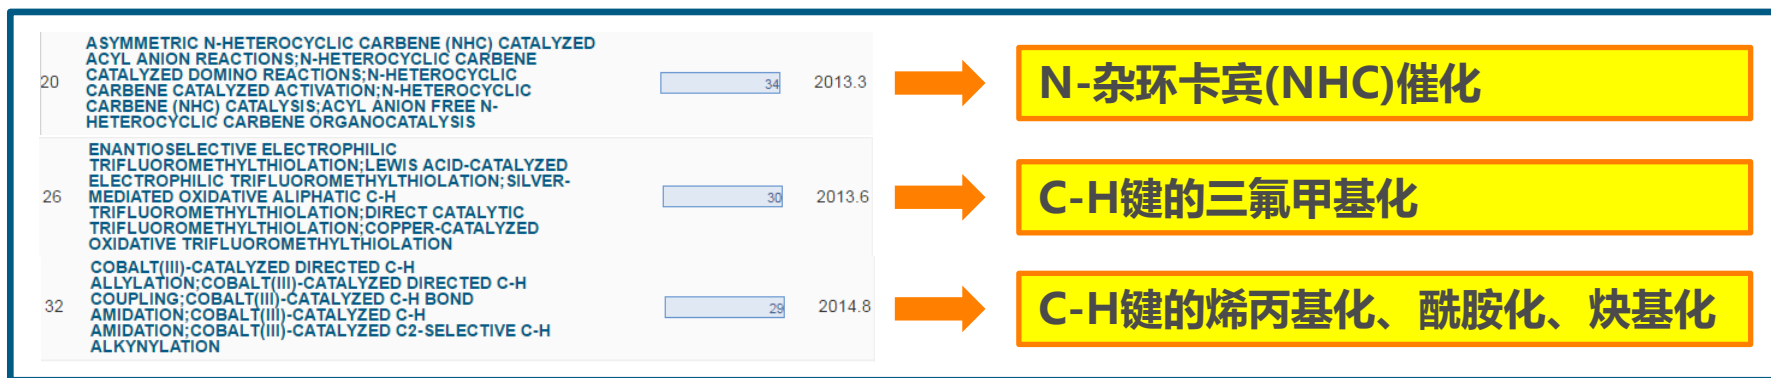 20
ASYMMETRIC N-HETEROCYCLIC CARBENE (NHC) CATALYZED
ACYL ANION REACTIONS;N-HETEROCYCLIC CARBENE
CATALYZED DOMINO REACTIONS;N-HETEROCYCLIC
CARBENE CATALYZED ACTIVATION;N-HETEROCYCLIC
CARBENE (NHC) CATALYSIS;ACYL ANION FREE N-
HETEROCYCLIC CARBENE ORGANOCATALYSIS
34
2013.3
N-杂环卡宾(NHC)催化
26
ENANTIOSELECTIVE ELECTROPHILIC
TRIFLUOROMETHYLTHIOLATION;LEWIS ACID-CATALYZED
ELECTROPHILIC TRIFLUOROMETHYLTHIOLATION;SILVER-
MEDIATED OXIDATIVE ALIPHATIC C-H
TRIFLUOROMETHYLTHIOLATION;DIRECT CATALYTIC
TRIFLUOROMETHYLTHIOLATION;COPPER-CATALYZED
OXIDATIVE TRIFLUOROMETHYLTHIOLATION
30
2013.6
C-H键的三氟甲基化
32
COBALT(III)-CATALYZED DIRECTED C-H
ALLYLATION;COBALT(III)-CATALYZED DIRECTED C-H
COUPLING;COBALT(III)-CATALYZED C-H BOND
AMIDATION;COBALT(III)-CATALYZED C-H
AMIDATION;COBALT(III)-CATALYZED C2-SELECTIVE C-H
ALKYNYLATION
29
2014.8
C-H键的烯丙基化、酰胺化、炔基化